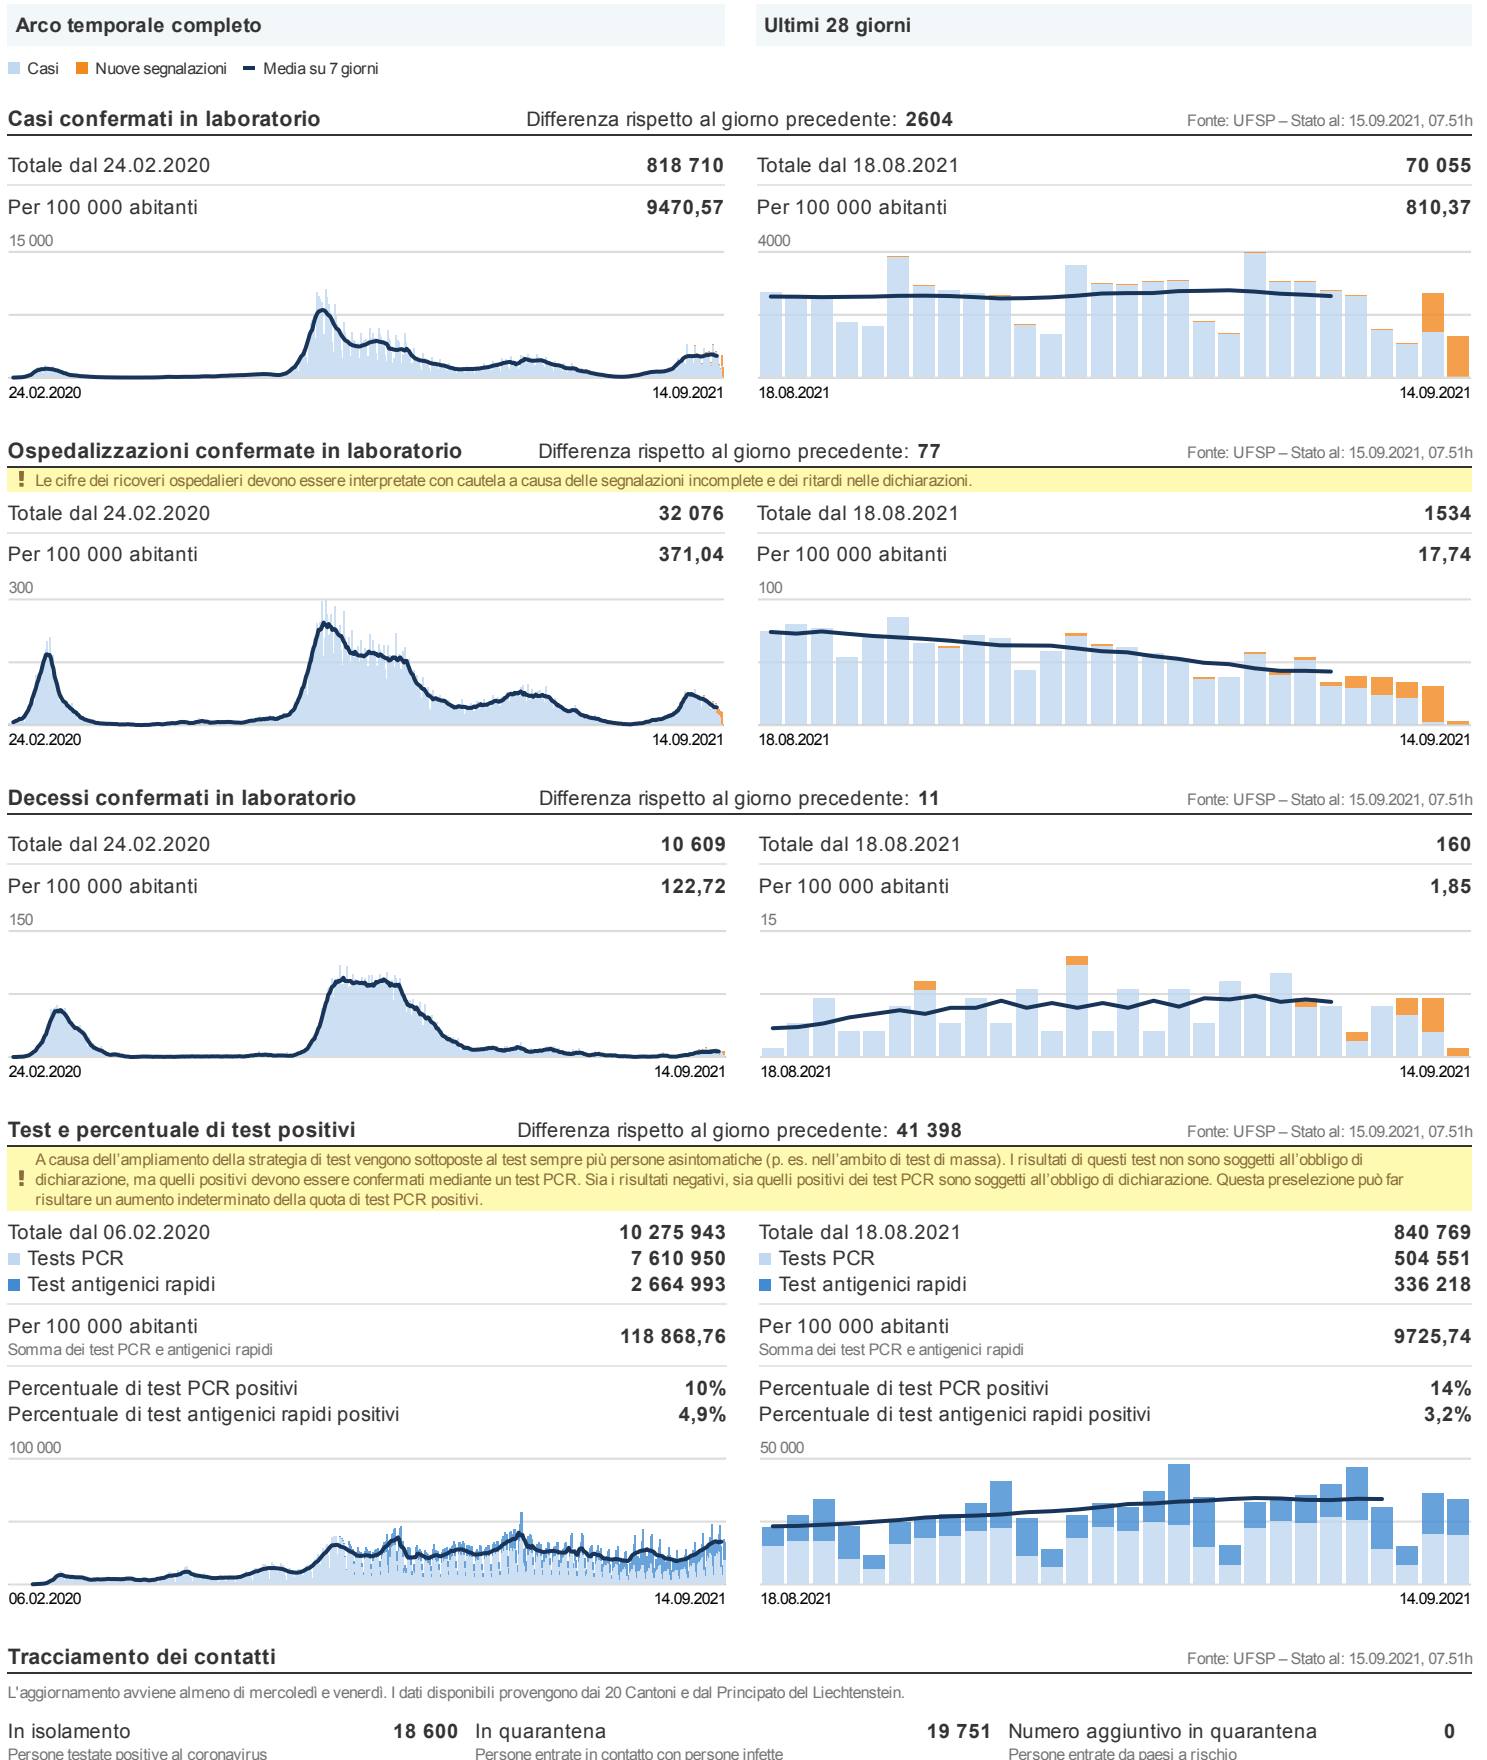 Arco temporale completo
Ultimi 28 giorni
Casi Nuove segnalazioni Media su 7 giorni
Casi confermati in laboratorio Differenza rispetto al giorno precedente: 2604 Fonte: UFSP – Stato al: 15.09.2021, 07.51h
Totale dal 24.02.2020 818 710
Per 100 000 abitanti 9470,57
15 000
24.02.2020 14.09.2021
Totale dal 18.08.2021 70 055
Per 100 000 abitanti 810,37
4000
18.08.2021 14.09.2021
Ospedalizzazioni confermate in laboratorio Differenza rispetto al giorno precedente: 77 Fonte: UFSP – Stato al: 15.09.2021, 07.51h
! Le cifre dei ricoveri ospedalieri devono essere interpretate con cautela a causa delle segnalazioni incomplete e dei ritardi nelle dichiarazioni.
Totale dal 24.02.2020 32 076
Per 100 000 abitanti 371,04
300
24.02.2020 14.09.2021
Totale dal 18.08.2021 1534
Per 100 000 abitanti 17,74
100
18.08.2021 14.09.2021
Decessi confermati in laboratorio Differenza rispetto al giorno precedente: 11 Fonte: UFSP – Stato al: 15.09.2021, 07.51h
Totale dal 24.02.2020 10 609
Per 100 000 abitanti 122,72
150
24.02.2020 14.09.2021
Totale dal 18.08.2021 160
Per 100 000 abitanti 1,85
15
18.08.2021 14.09.2021
Test e percentuale di test positivi Differenza rispetto al giorno precedente: 41 398 Fonte: UFSP – Stato al: 15.09.2021, 07.51h
A causa dell'ampliamento della strategia di test vengono sottoposte al test sempre più persone asintomatiche (p. es. nell'ambito di test di massa). I risultati di questi test non sono soggetti all'obbligo di
! dichiarazione, ma quelli positivi devono essere confermati mediante un test PCR. Sia i risultati negativi, sia quelli positivi dei test PCR sono soggetti all'obbligo di dichiarazione. Questa preselezione può far
risultare un aumento indeterminato della quota di test PCR positivi.
Totale dal 06.02.2020 10 275 943
Tests PCR 7 610 950
Test antigenici rapidi 2 664 993
Per 100 000 abitanti 118 868,76
Somma dei test PCR e antigenici rapidi
Percentuale di test PCR positivi 10%
Percentuale di test antigenici rapidi positivi 4,9%
100 000
06.02.2020 14.09.2021
Totale dal 18.08.2021 840 769
Tests PCR 504 551
Test antigenici rapidi 336 218
Per 100 000 abitanti 9725,74
Somma dei test PCR e antigenici rapidi
Percentuale di test PCR positivi 14%
Percentuale di test antigenici rapidi positivi 3,2%
50 000
18.08.2021 14.09.2021
Tracciamento dei contatti Fonte: UFSP – Stato al: 15.09.2021, 07.51h
L'aggiornamento avviene almeno di mercoledì e venerdì. I dati disponibili provengono dai 20 Cantoni e dal Principato del Liechtenstein.
In isolamento 18 600 In quarantena 19 751 Numero aggiuntivo in quarantena 0
Persone testate positive al coronavirus Persone entrate in contatto con persone infette Persone entrate da paesi a rischio